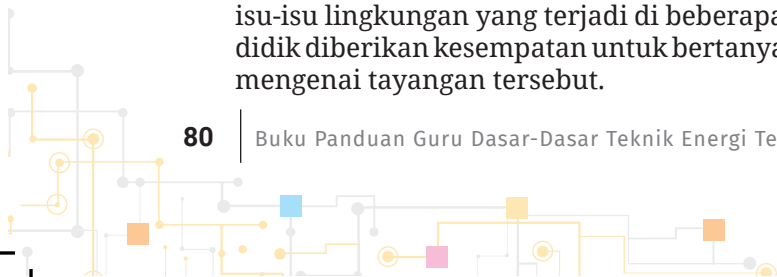 isu-isu lingkungan yang terjadi di beberapa
didik diberikan kesempatan untuk bertanya
mengenai tayangan tersebut.
80 Buku Panduan Guru Dasar-Dasar Teknik Energi Te